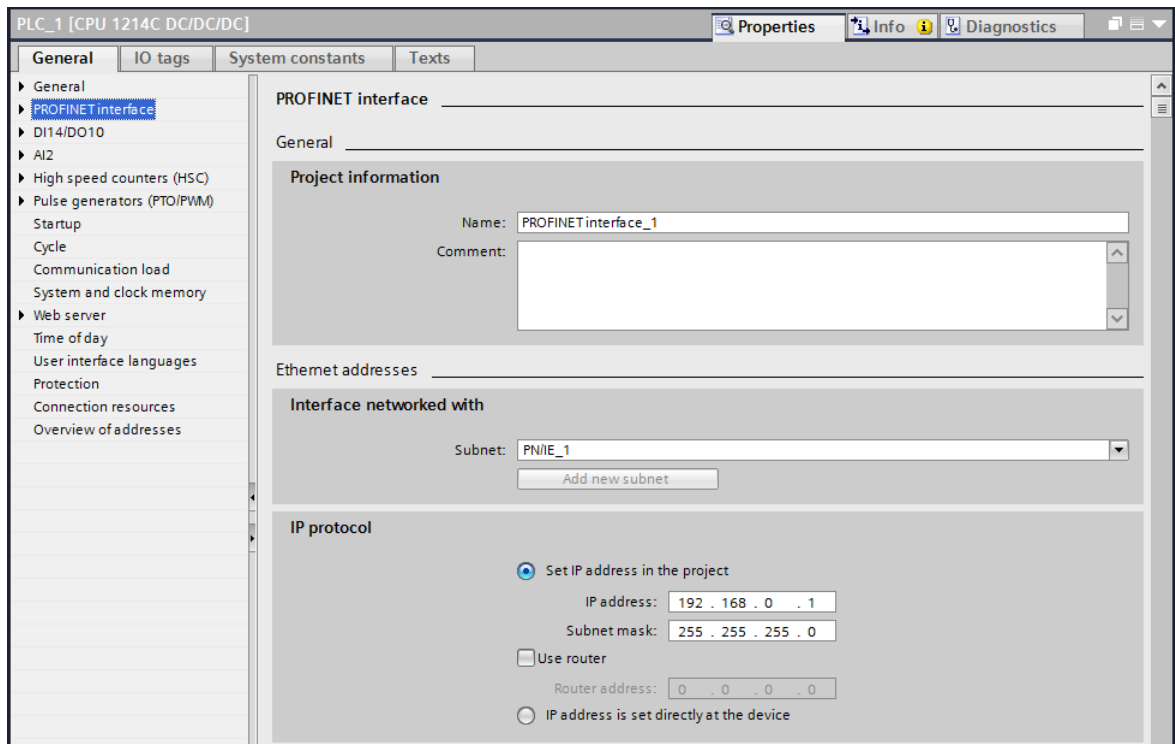 PLC_1 [CPU 1214C DC/DC/DC]
Properties
Info
Diagnostics
General
IO tags
System constants
Texts
General
PROFINET interface
DI14/DO10
AI2
High speed counters (HSC)
Pulse generators (PTO/PWM)
Startup
Cycle
Communication load
System and clock memory
Web server
Time of day
User interface languages
Protection
Connection resources
Overview of addresses
PROFINET interface
General
Project information
Name: PROFINET interface_1
Comment:
Ethernet addresses
Interface networked with
Subnet: PN/IE_1
Add new subnet
IP protocol
Set IP address in the project
IP address: 192 . 168 . 0 . 1
Subnet mask: 255 . 255 . 255 . 0
Use router
Router address: 0 . 0 . 0 . 0
IP address is set directly at the device